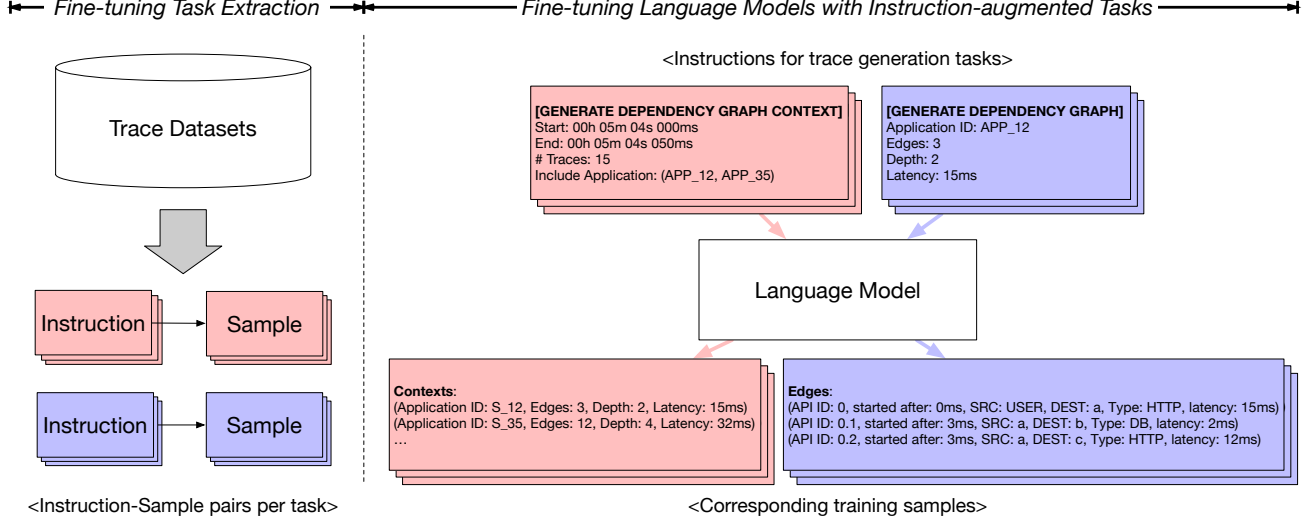 Fine-tuning Task Extraction
Fine-tuning Language Models with Instruction-augmented Tasks
Trace Datasets
Instruction
Sample
Instruction
Sample
<Instruction-Sample pairs per task>
<Instructions for trace generation tasks>
[GENERATE DEPENDENCY GRAPH CONTEXT]
Start: 00h 05m 04s 000ms
End: 00h 05m 04s 050ms
# Traces: 15
Include Application: (APP_12, APP_35)
[GENERATE DEPENDENCY GRAPH]
Application ID: APP_12
Edges: 3
Depth: 2
Latency: 15ms
Language Model
Contexts:
(Application ID: S_12, Edges: 3, Depth: 2, Latency: 15ms)
(Application ID: S_35, Edges: 12, Depth: 4, Latency: 32ms)
…
Edges:
(API ID: 0, started after: 0ms, SRC: USER, DEST: a, Type: HTTP, latency: 15ms)
(API ID: 0.1, started after: 3ms, SRC: a, DEST: b, Type: DB, latency: 2ms)
(API ID: 0.2, started after: 3ms, SRC: a, DEST: c, Type: HTTP, latency: 12ms)
<Corresponding training samples>